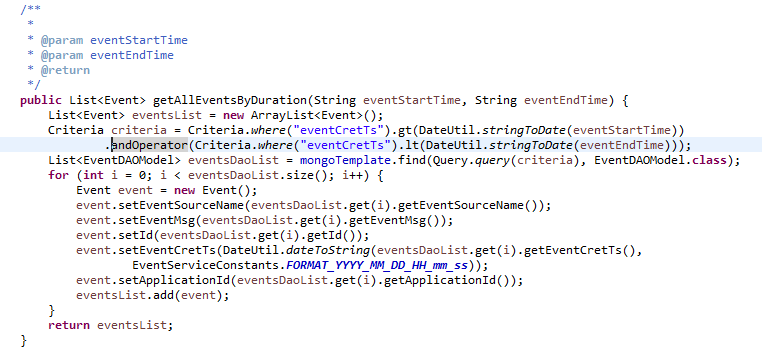 /**
 *
 * @param eventStartTime
 * @param eventEndTime
 * @return
 */
public List<Event> getAllEventsByDuration(String eventStartTime, String eventEndTime) {
    List<Event> eventsList = new ArrayList<Event>();
    Criteria criteria = Criteria.where("eventCretTs").gt(DateUtil.stringToDate(eventStartTime))
            .andOperator(Criteria.where("eventCretTs").lt(DateUtil.stringToDate(eventEndTime)));
    List<EventDAOModel> eventsDaoList = mongoTemplate.find(Query.query(criteria), EventDAOModel.class);
    for (int i = 0; i < eventsDaoList.size(); i++) {
        Event event = new Event();
        event.setEventSourceName(eventsDaoList.get(i).getEventSourceName());
        event.setEventMsg(eventsDaoList.get(i).getEventMsg());
        event.setId(eventsDaoList.get(i).getId());
        event.setEventCretTs(DateUtil.dateToString(eventsDaoList.get(i).getEventCretTs(),
                EventServiceConstants.FORMAT_YYYY_MM_DD_HH_mm_ss));
        event.setApplicationId(eventsDaoList.get(i).getApplicationId());
        eventsList.add(event);
    }
    return eventsList;
}